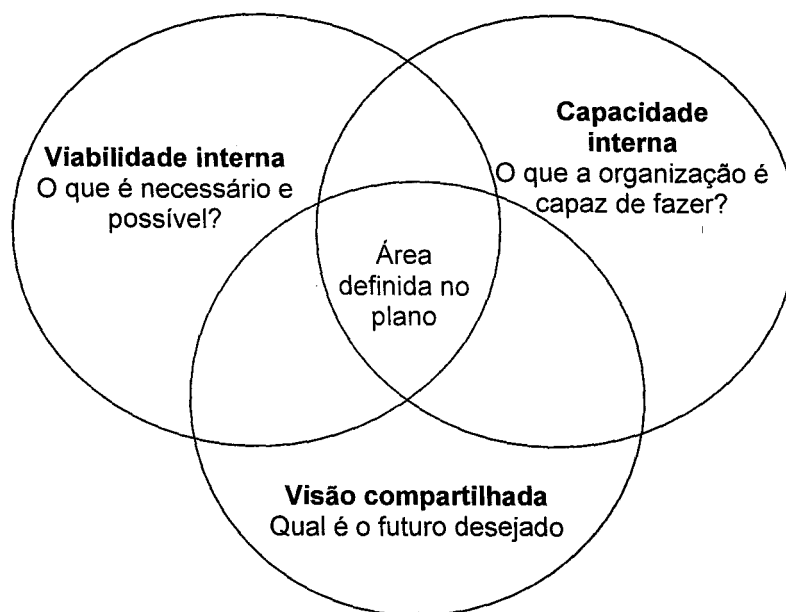 Viabilidade interna
O que é necessário e
possível?
Capacidade
interna
O que a organização é
capaz de fazer?
Área
definida no
plano
Visão compartilhada
Qual é o futuro desejado